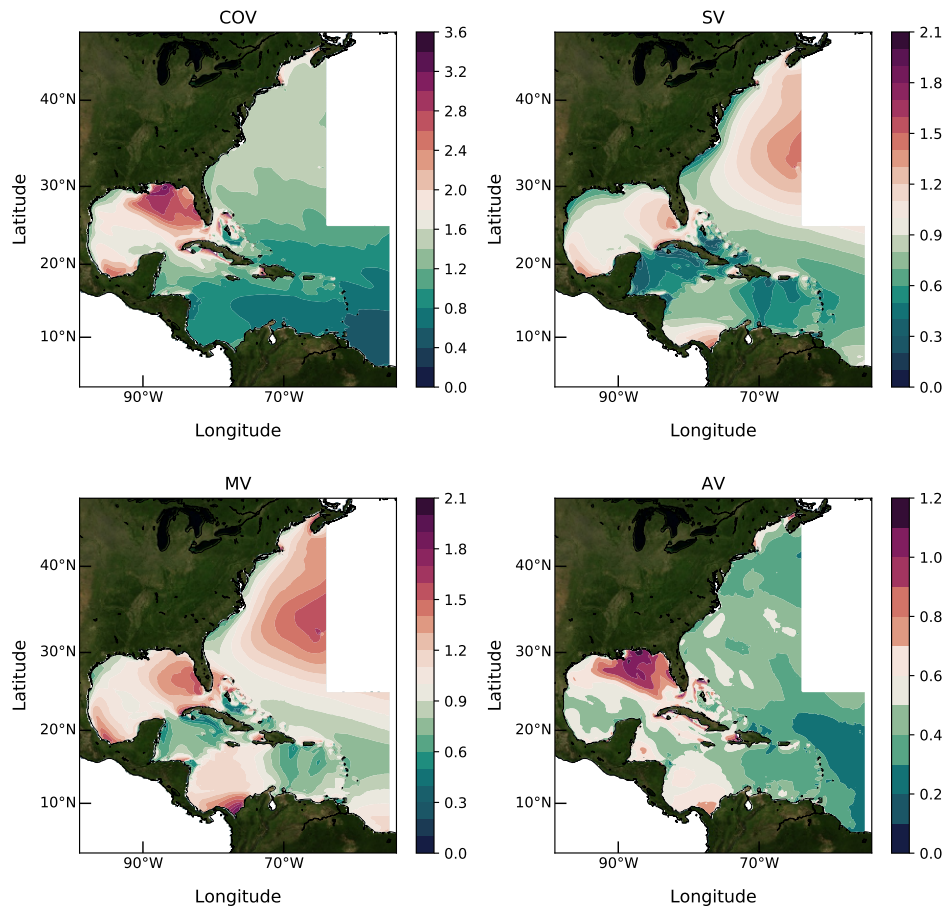 COV
SV
40°N
30°N
20°N
10°N
Latitude
90°W
70°W
Longitude
3.6
3.2
2.8
2.4
2.0
1.6
1.2
0.8
0.4
0.0
40°N
30°N
20°N
10°N
Latitude
90°W
70°W
Longitude
2.1
1.8
1.5
1.2
0.9
0.6
0.3
0.0
MV
AV
40°N
30°N
20°N
10°N
Latitude
90°W
70°W
Longitude
2.1
1.8
1.5
1.2
0.9
0.6
0.3
0.0
40°N
30°N
20°N
10°N
Latitude
90°W
70°W
Longitude
1.2
1.0
0.8
0.6
0.4
0.2
0.0